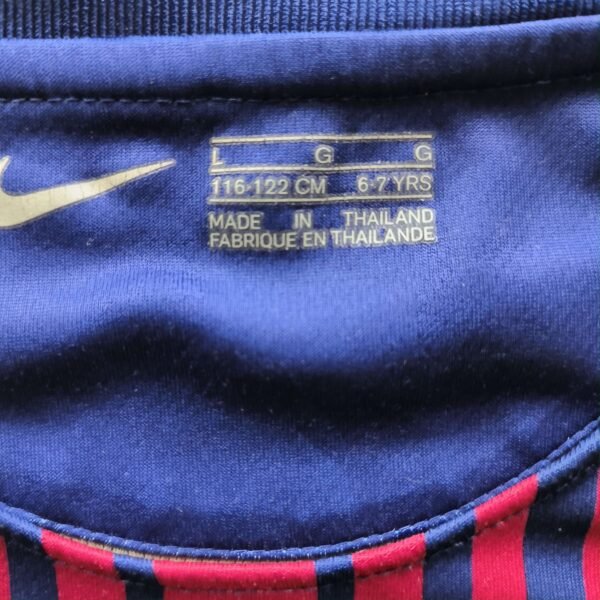 L G G
116-122 CM 6-7 YRS
MADE IN THAILAND
FABRIQUE EN THAILANDE